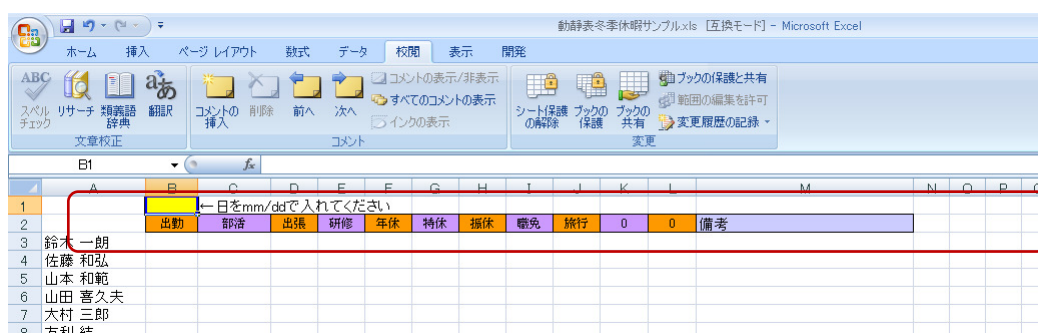 動静表冬季休暇サンプル.xls [互換モード] - Microsoft Excel
ホーム 挿入 ページ レイアウト 数式 データ 校閲 表示 開発
ABC スペル チェック リサーチ 類義語 辞典 翻訳 コメントの 挿入 削除 前へ 次へ コメントの表示/非表示 すべてのコメントの表示 インクの表示 シート保護 の解除 ブックの 保護 ブックの 共有 ブックの保護と共有 範囲の編集を許可 変更履歴の記録
文章校正 コメント 変更
B1 fx
A B C D E F G H I J K L M N O P
1 ←日をmm/ddで入れてください
2 出勤 部活 出張 研修 年休 特休 振休 職免 旅行 0 0 備考
3 鈴木 一朗
4 佐藤 和弘
5 山本 和範
6 山田 喜久夫
7 大村 三郎
8